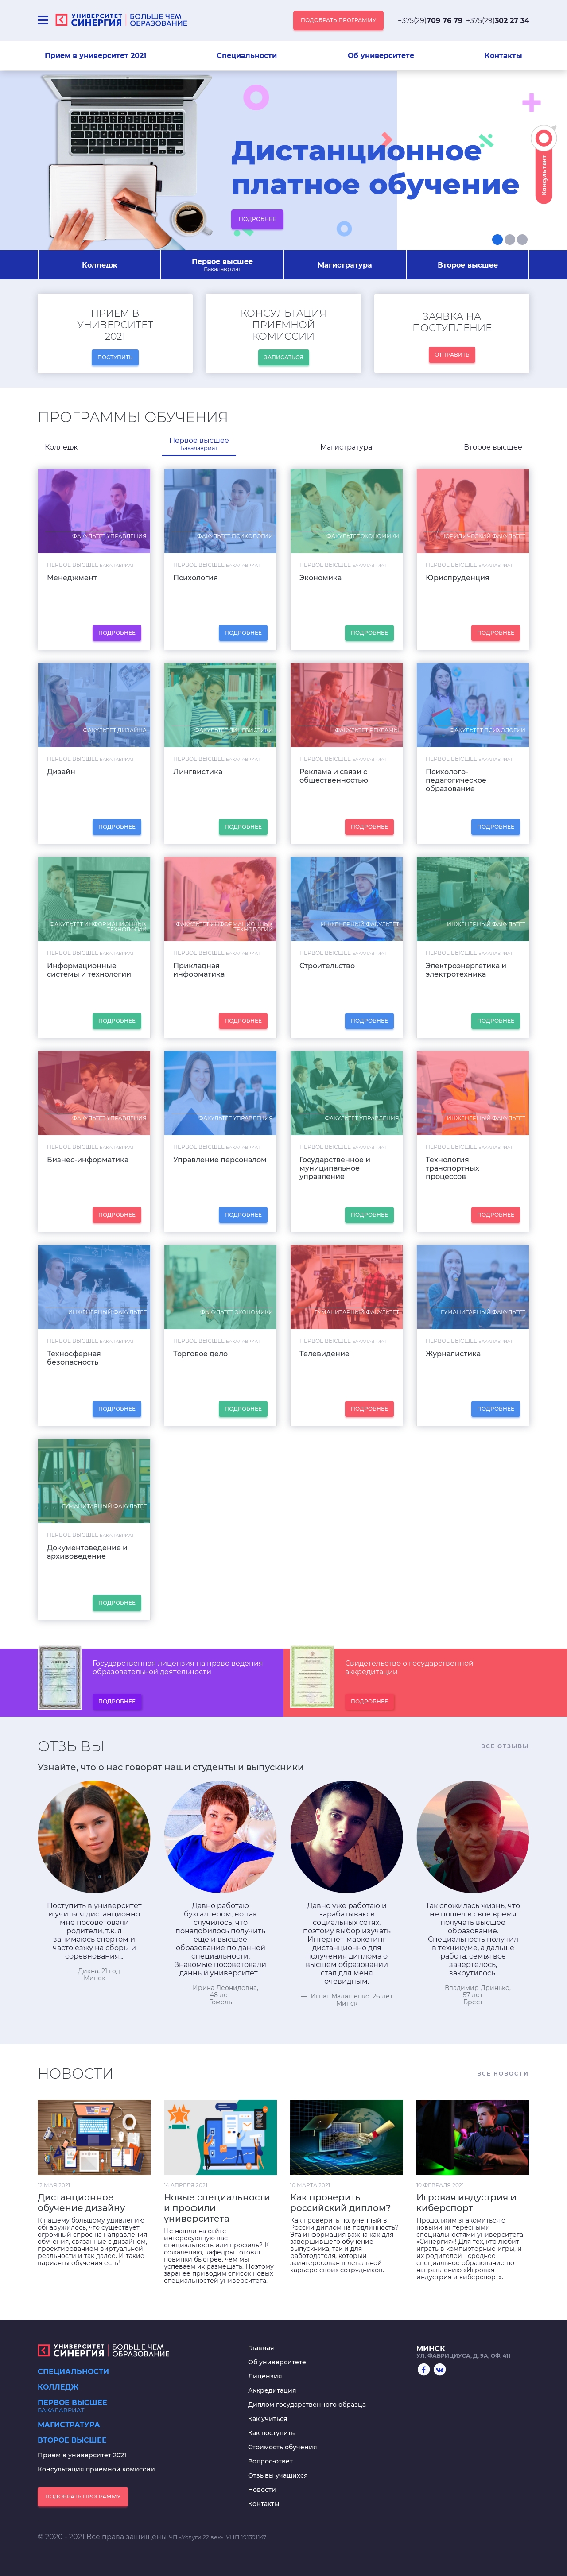 УНИВЕРСИТЕТ
СИНЕРГИЯ
БОЛЬШЕ ЧЕМ
ОБРАЗОВАНИЕ
ПОДОБРАТЬ ПРОГРАММУ
+375(29)709 76 79 +375(29)302 27 34
Прием в университет 2021
Специальности
Об университете
Контакты
Дистанционное
платное обучение
ПОДРОБНЕЕ
Консультант
Колледж
Первое высшее
Бакалавриат
Магистратура
Второе высшее
ПРИЕМ В
УНИВЕРСИТЕТ
2021
ПОСТУПИТЬ
КОНСУЛЬТАЦИЯ
ПРИЕМНОЙ
КОМИССИИ
ЗАПИСАТЬСЯ
ЗАЯВКА НА
ПОСТУПЛЕНИЕ
ОТПРАВИТЬ
ПРОГРАММЫ ОБУЧЕНИЯ
Колледж
Первое высшее
Бакалавриат
Магистратура
Второе высшее
ФАКУЛЬТЕТ УПРАВЛЕНИЯ
ПЕРВОЕ ВЫСШЕЕ БАКАЛАВРИАТ
Менеджмент
ПОДРОБНЕЕ
ФАКУЛЬТЕТ ПСИХОЛОГИИ
ПЕРВОЕ ВЫСШЕЕ БАКАЛАВРИАТ
Психология
ПОДРОБНЕЕ
ФАКУЛЬТЕТ ЭКОНОМИКИ
ПЕРВОЕ ВЫСШЕЕ БАКАЛАВРИАТ
Экономика
ПОДРОБНЕЕ
ЮРИДИЧЕСКИЙ ФАКУЛЬТЕТ
ПЕРВОЕ ВЫСШЕЕ БАКАЛАВРИАТ
Юриспруденция
ПОДРОБНЕЕ
ФАКУЛЬТЕТ ДИЗАЙНА
ПЕРВОЕ ВЫСШЕЕ БАКАЛАВРИАТ
Дизайн
ПОДРОБНЕЕ
ФАКУЛЬТЕТ ЛИНГВИСТИКИ
ПЕРВОЕ ВЫСШЕЕ БАКАЛАВРИАТ
Лингвистика
ПОДРОБНЕЕ
ФАКУЛЬТЕТ РЕКЛАМЫ
ПЕРВОЕ ВЫСШЕЕ БАКАЛАВРИАТ
Реклама и связи с
общественностью
ПОДРОБНЕЕ
ФАКУЛЬТЕТ ПСИХОЛОГИИ
ПЕРВОЕ ВЫСШЕЕ БАКАЛАВРИАТ
Психолого-
педагогическое
образование
ПОДРОБНЕЕ
ФАКУЛЬТЕТ ИНФОРМАЦИОННЫХ
ТЕХНОЛОГИЙ
ПЕРВОЕ ВЫСШЕЕ БАКАЛАВРИАТ
Информационные
системы и технологии
ПОДРОБНЕЕ
ФАКУЛЬТЕТ ИНФОРМАЦИОННЫХ
ТЕХНОЛОГИЙ
ПЕРВОЕ ВЫСШЕЕ БАКАЛАВРИАТ
Прикладная
информатика
ПОДРОБНЕЕ
ИНЖЕНЕРНЫЙ ФАКУЛЬТЕТ
ПЕРВОЕ ВЫСШЕЕ БАКАЛАВРИАТ
Строительство
ПОДРОБНЕЕ
ИНЖЕНЕРНЫЙ ФАКУЛЬТЕТ
ПЕРВОЕ ВЫСШЕЕ БАКАЛАВРИАТ
Электроэнергетика и
электротехника
ПОДРОБНЕЕ
ФАКУЛЬТЕТ УПРАВЛЕНИЯ
ПЕРВОЕ ВЫСШЕЕ БАКАЛАВРИАТ
Бизнес-информатика
ПОДРОБНЕЕ
ФАКУЛЬТЕТ УПРАВЛЕНИЯ
ПЕРВОЕ ВЫСШЕЕ БАКАЛАВРИАТ
Управление персоналом
ПОДРОБНЕЕ
ФАКУЛЬТЕТ УПРАВЛЕНИЯ
ПЕРВОЕ ВЫСШЕЕ БАКАЛАВРИАТ
Государственное и
муниципальное
управление
ПОДРОБНЕЕ
ИНЖЕНЕРНЫЙ ФАКУЛЬТЕТ
ПЕРВОЕ ВЫСШЕЕ БАКАЛАВРИАТ
Технология
транспортных
процессов
ПОДРОБНЕЕ
ИНЖЕНЕРНЫЙ ФАКУЛЬТЕТ
ПЕРВОЕ ВЫСШЕЕ БАКАЛАВРИАТ
Техносферная
безопасность
ПОДРОБНЕЕ
ФАКУЛЬТЕТ ЭКОНОМИКИ
ПЕРВОЕ ВЫСШЕЕ БАКАЛАВРИАТ
Торговое дело
ПОДРОБНЕЕ
ГУМАНИТАРНЫЙ ФАКУЛЬТЕТ
ПЕРВОЕ ВЫСШЕЕ БАКАЛАВРИАТ
Телевидение
ПОДРОБНЕЕ
ГУМАНИТАРНЫЙ ФАКУЛЬТЕТ
ПЕРВОЕ ВЫСШЕЕ БАКАЛАВРИАТ
Журналистика
ПОДРОБНЕЕ
ГУМАНИТАРНЫЙ ФАКУЛЬТЕТ
ПЕРВОЕ ВЫСШЕЕ БАКАЛАВРИАТ
Документоведение и
архивоведение
ПОДРОБНЕЕ
Государственная лицензия на право ведения
образовательной деятельности
ПОДРОБНЕЕ
Свидетельство о государственной
аккредитации
ПОДРОБНЕЕ
ОТЗЫВЫ
ВСЕ ОТЗЫВЫ
Узнайте, что о нас говорят наши студенты и выпускники
Поступить в университет
и учиться дистанционно
мне посоветовали
родители, т.к. я
занимаюсь спортом и
часто езжу на сборы и
соревнования...
— Диана, 21 год
Минск
Давно работаю
бухгалтером, но так
случилось, что
понадобилось получить
еще и высшее
образование по данной
специальности.
Знакомые посоветовали
данный университет...
— Ирина Леонидовна,
48 лет
Гомель
Давно уже работаю и
зарабатываю в
социальных сетях,
поэтому выбор изучать
Интернет-маркетинг
дистанционно для
получения диплома о
высшем образовании
стал для меня
очевидным.
— Игнат Малашенко, 26 лет
Минск
Так сложилась жизнь, что
не пошел в свое время
получать высшее
образование.
Специальность получил
в техникуме, а дальше
работа, семья все
завертелось,
закрутилось.
— Владимир Дринько,
57 лет
Брест
НОВОСТИ
ВСЕ НОВОСТИ
12 МАЯ 2021
Дистанционное
обучение дизайну
К нашему большому удивлению
обнаружилось, что существует
огромный спрос на направления
обучения, связанные с дизайном,
проектированием виртуальной
реальности и так далее. И такие
варианты обучения есть!
14 АПРЕЛЯ 2021
Новые специальности
и профили
университета
Не нашли на сайте
интересующую вас
специальность или профиль? К
сожалению, кафедры готовят
новинки быстрее, чем мы
успеваем их размещать. Поэтому
заранее приводим список новых
специальностей университета.
10 МАРТА 2021
Как проверить
российский диплом?
Как проверить полученный в
России диплом на подлинность?
Эта информация важна как для
завершившего обучение
выпускника, так и для
работодателя, который
заинтересован в легальной
карьере своих сотрудников.
10 ФЕВРАЛЯ 2021
Игровая индустрия и
киберспорт
Продолжим знакомиться с
новыми интересными
специальностями университета
«Синергия»! Для тех, кто любит
играть в компьютерные игры, и
их родителей - среднее
специальное образование по
направлению «Игровая
индустрия и киберспорт».
УНИВЕРСИТЕТ
СИНЕРГИЯ
БОЛЬШЕ ЧЕМ
ОБРАЗОВАНИЕ
СПЕЦИАЛЬНОСТИ
КОЛЛЕДЖ
ПЕРВОЕ ВЫСШЕЕ
БАКАЛАВРИАТ
МАГИСТРАТУРА
ВТОРОЕ ВЫСШЕЕ
Прием в университет 2021
Консультация приемной комиссии
ПОДОБРАТЬ ПРОГРАММУ
Главная
Об университете
Лицензия
Аккредитация
Диплом государственного образца
Как учиться
Как поступить
Стоимость обучения
Вопрос-ответ
Отзывы учащихся
Новости
Контакты
МИНСК
УЛ. ФАБРИЦИУСА, Д. 9А, ОФ. 411
© 2020 - 2021 Все права защищены ЧП «Услуги 22 век». УНП 191391147